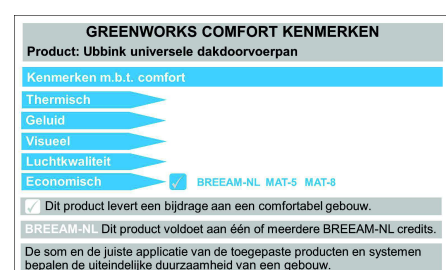 GREENWORKS COMFORT KENMERKEN
Product: Ubbink universele dakdoorvoerpan
Kenmerken m.b.t. comfort
Thermisch
Geluid
Visueel
Luchtkwaliteit
Economisch BREEAM-NL MAT-5 MAT-8
Dit product levert een bijdrage aan een comfortabel gebouw.
BREEAM-NL Dit product voldoet aan één of meerdere BREEAM-NL credits.
De som en de juiste applicatie van de toegepaste producten en systemen
bepalen de uiteindelijke duurzaamheid van een gebouw.